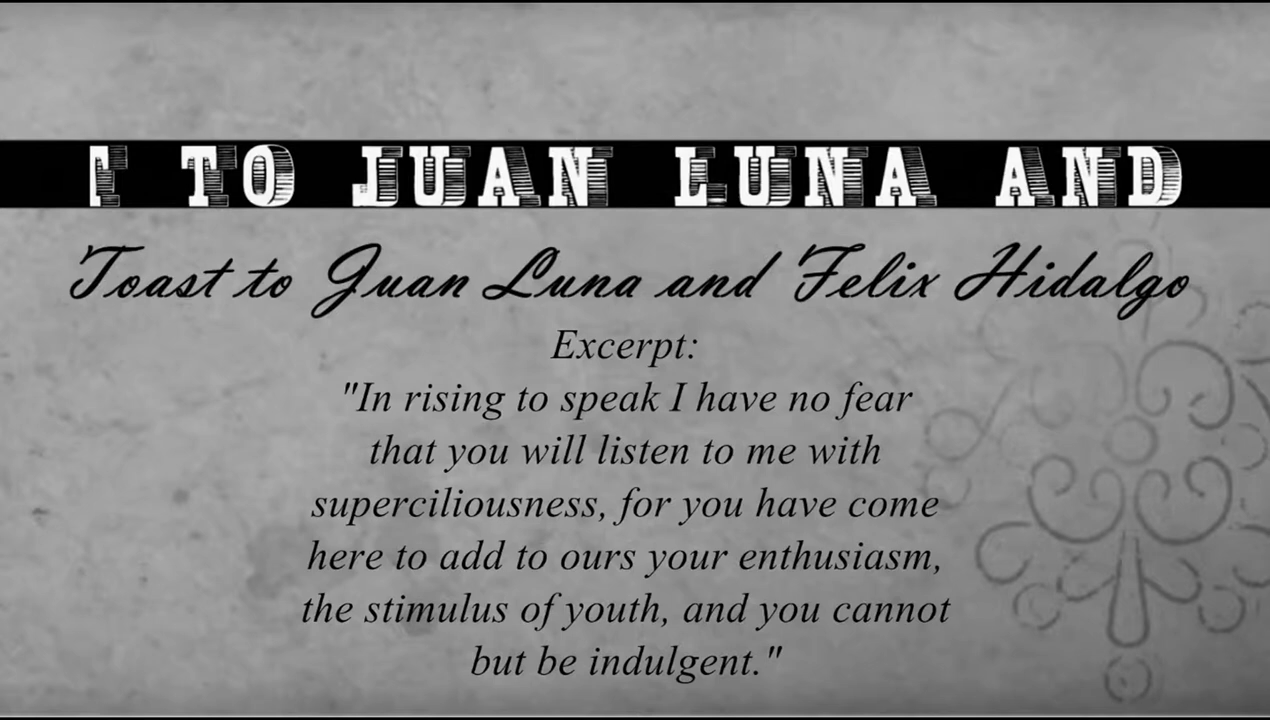 T TO JUAN LUNA AND
Toast to Juan Luna and Felix Hidalgo
Excerpt:
"In rising to speak I have no fear
that you will listen to me with
superciliousness, for you have come
here to add to ours your enthusiasm,
the stimulus of youth, and you cannot
but be indulgent."